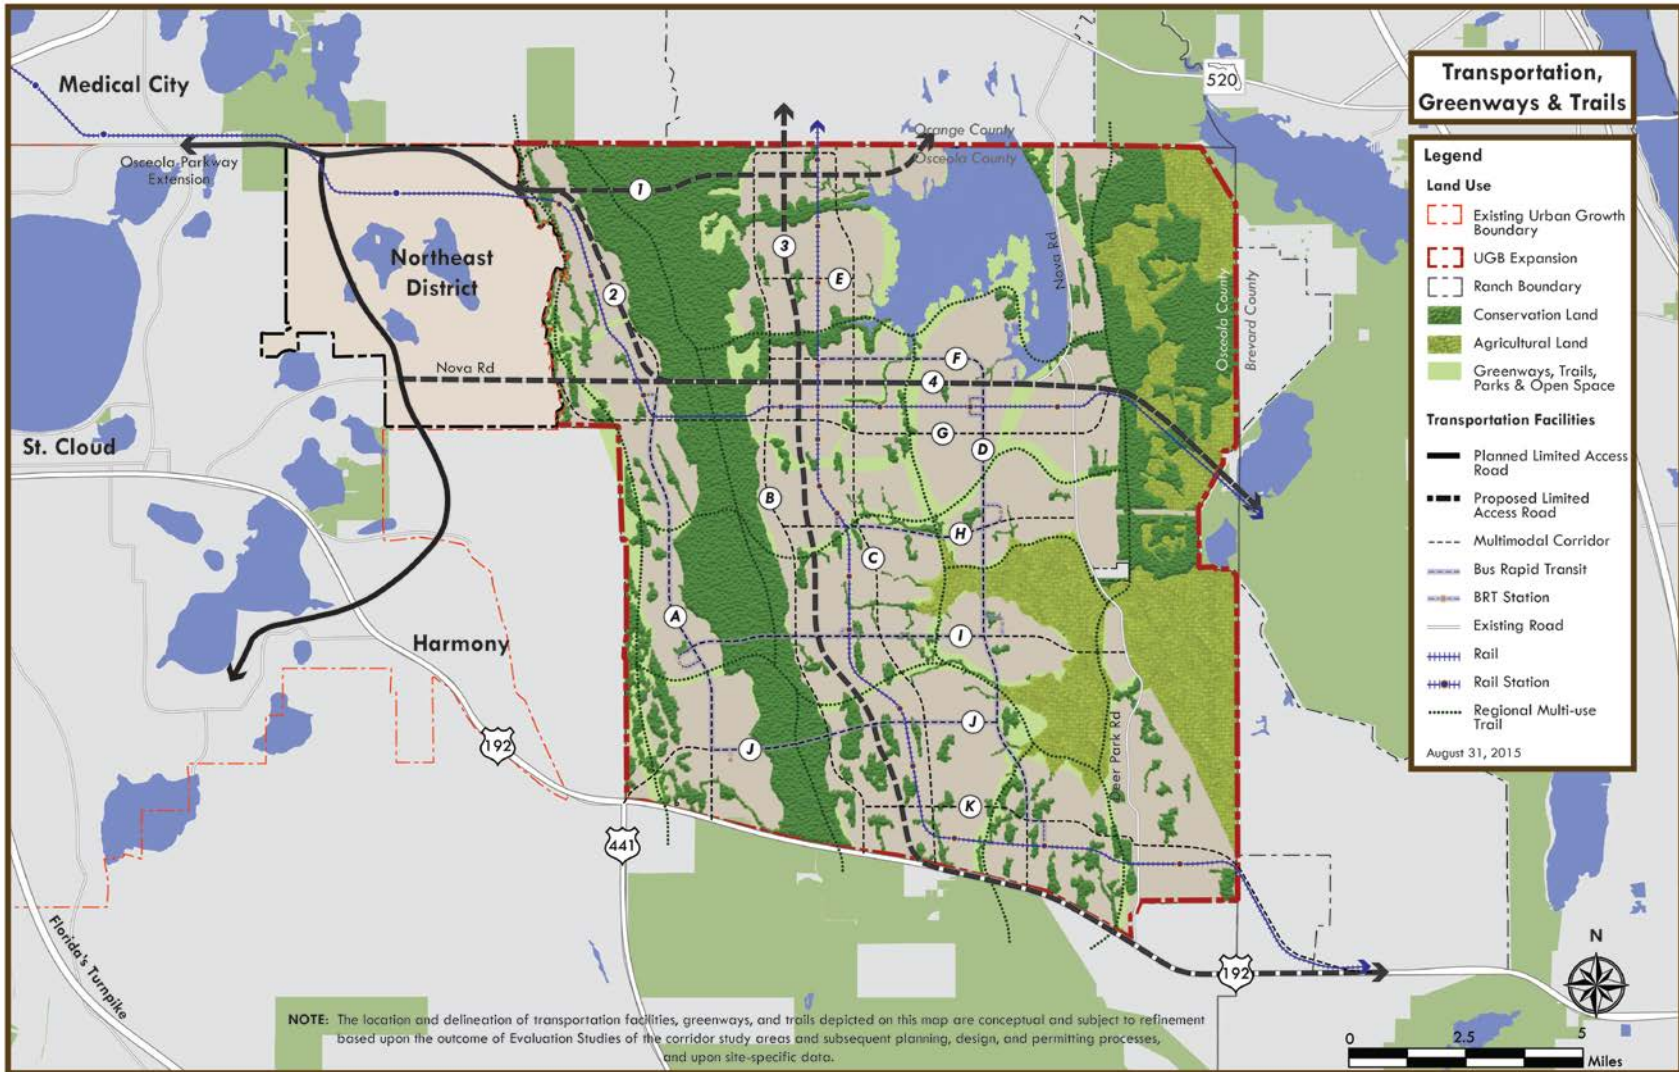 Transportation,
Greenways & Trails
Legend
Land Use
Existing Urban Growth
Boundary
UGB Expansion
Ranch Boundary
Conservation Land
Agricultural Land
Greenways, Trails,
Parks & Open Space
Transportation Facilities
Planned Limited Access
Road
Proposed Limited
Access Road
Multimodal Corridor
Bus Rapid Transit
BRT Station
Existing Road
Rail
Rail Station
Regional Multi-use
Trail
August 31, 2015
Medical City
520
Orange County
Osceola County
Osceola Parkway
Extension
1
Northeast
District
3
E
2
Nova Rd
Osceola County
Brevard County
F
Nova Rd
4
St. Cloud
G
D
B
H
C
A
Harmony
I
J
J
Deer Park Rd
192
K
441
Florida's Turnpike
192
N
NOTE: The location and delineation of transportation facilities, greenways, and trails depicted on this map are conceptual and subject to refinement
based upon the outcome of Evaluation Studies of the corridor study areas and subsequent planning, design, and permitting processes,
and upon site-specific data.
0 2.5 5
Miles